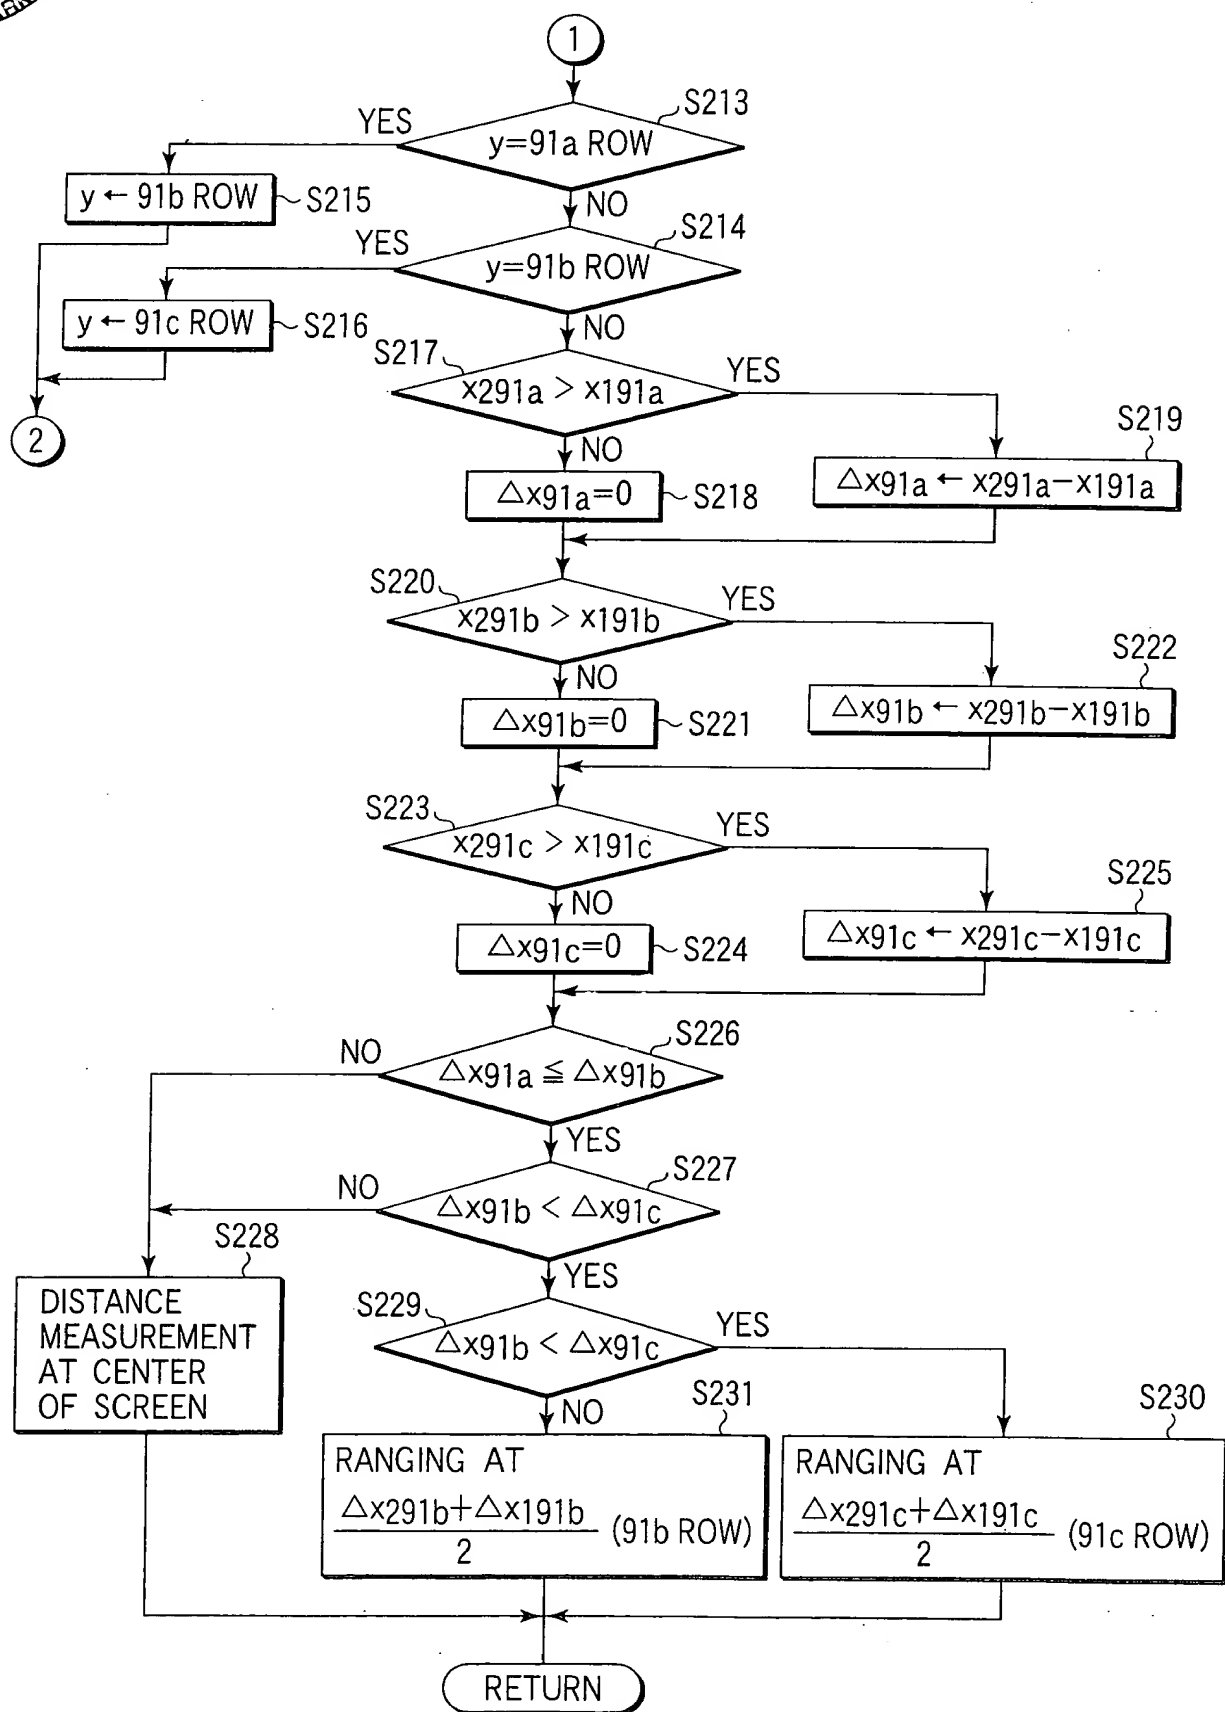 1
S213
YES
y=91a ROW
y ← 91b ROW
S215
NO
S214
YES
y=91b ROW
y ← 91c ROW
S216
NO
S217
YES
x291a > x191a
2
NO
S219
△x91a=0
S218
△x91a ← x291a−x191a
S220
YES
x291b > x191b
NO
S222
△x91b=0
S221
△x91b ← x291b−x191b
S223
YES
x291c > x191c
NO
S225
△x91c=0
S224
△x91c ← x291c−x191c
S226
NO
△x91a ≦ △x91b
YES
S227
NO
△x91b < △x91c
YES
S228
DISTANCE
MEASUREMENT
AT CENTER
OF SCREEN
S229
YES
△x91b < △x91c
NO
S231
RANGING AT
△x291b+△x191b
2
(91b ROW)
S230
RANGING AT
△x291c+△x191c
2
(91c ROW)
RETURN